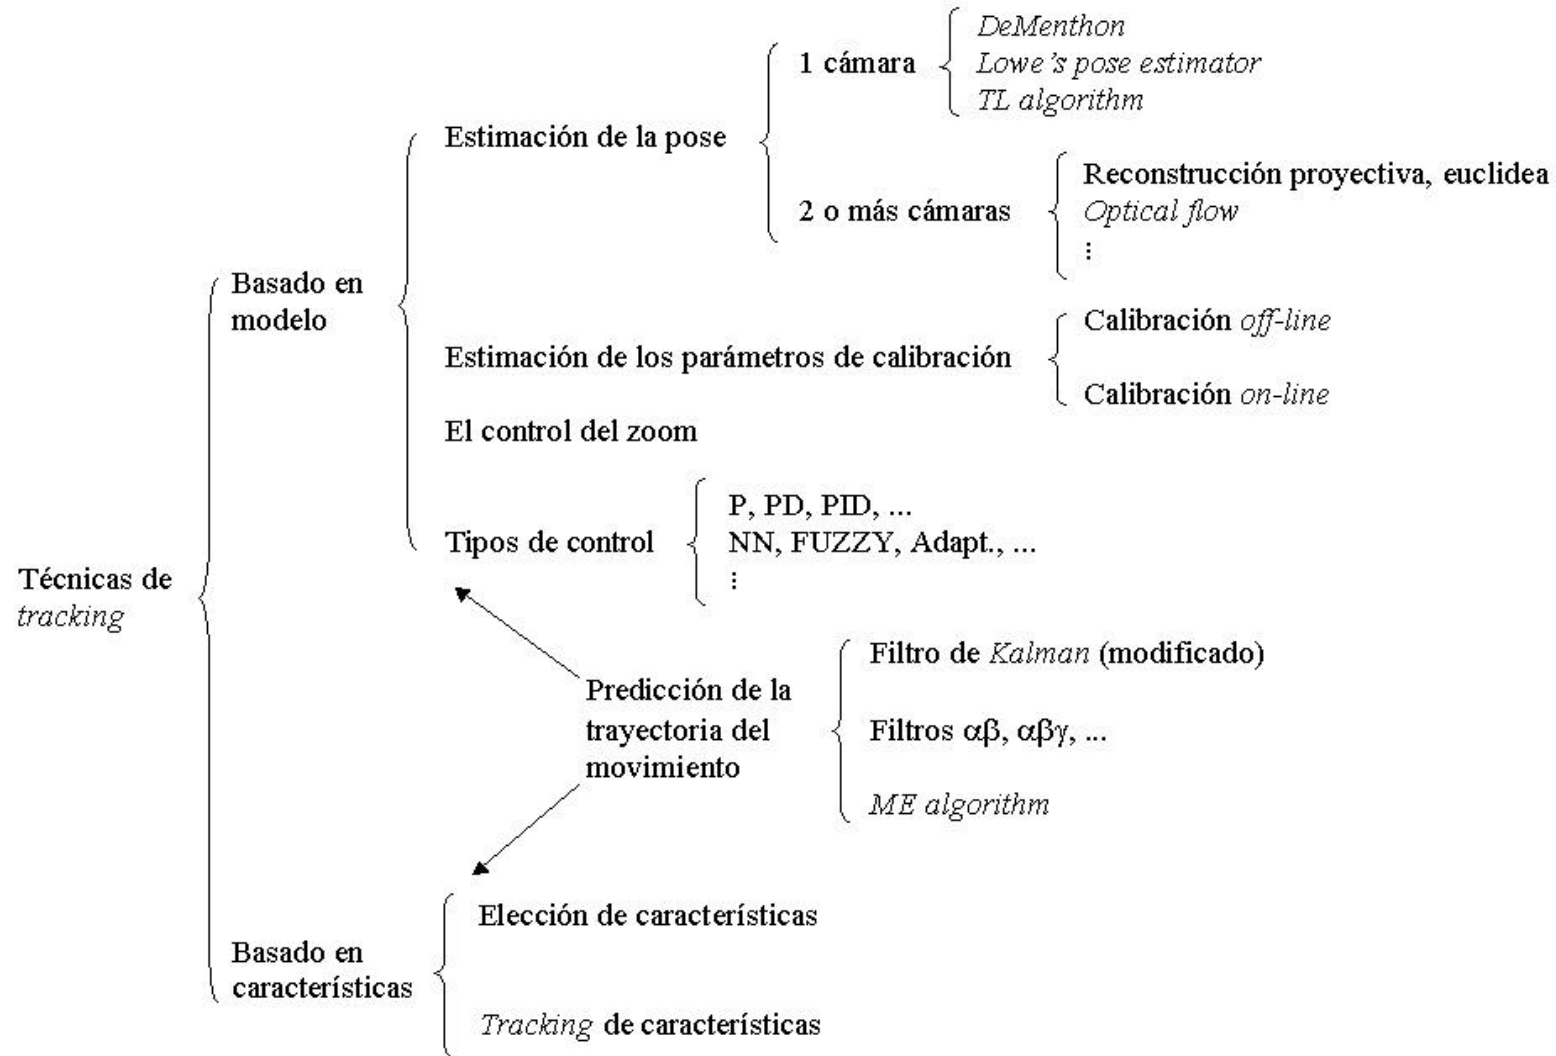 DeMenthon
1 cámara
Lowe's pose estimator
TL algorithm
Estimación de la pose
Reconstrucción proyectiva, euclidea
2 o más cámaras
Optical flow
⋮
Basado en
modelo
Calibración off-line
Estimación de los parámetros de calibración
Calibración on-line
El control del zoom
P, PD, PID, ...
Tipos de control
NN, FUZZY, Adapt., ...
⋮
Técnicas de
tracking
Filtro de Kalman (modificado)
Predicción de la
trayectoria del
movimiento
Filtros αβ, αβγ, ...
ME algorithm
Elección de características
Basado en
características
Tracking de características